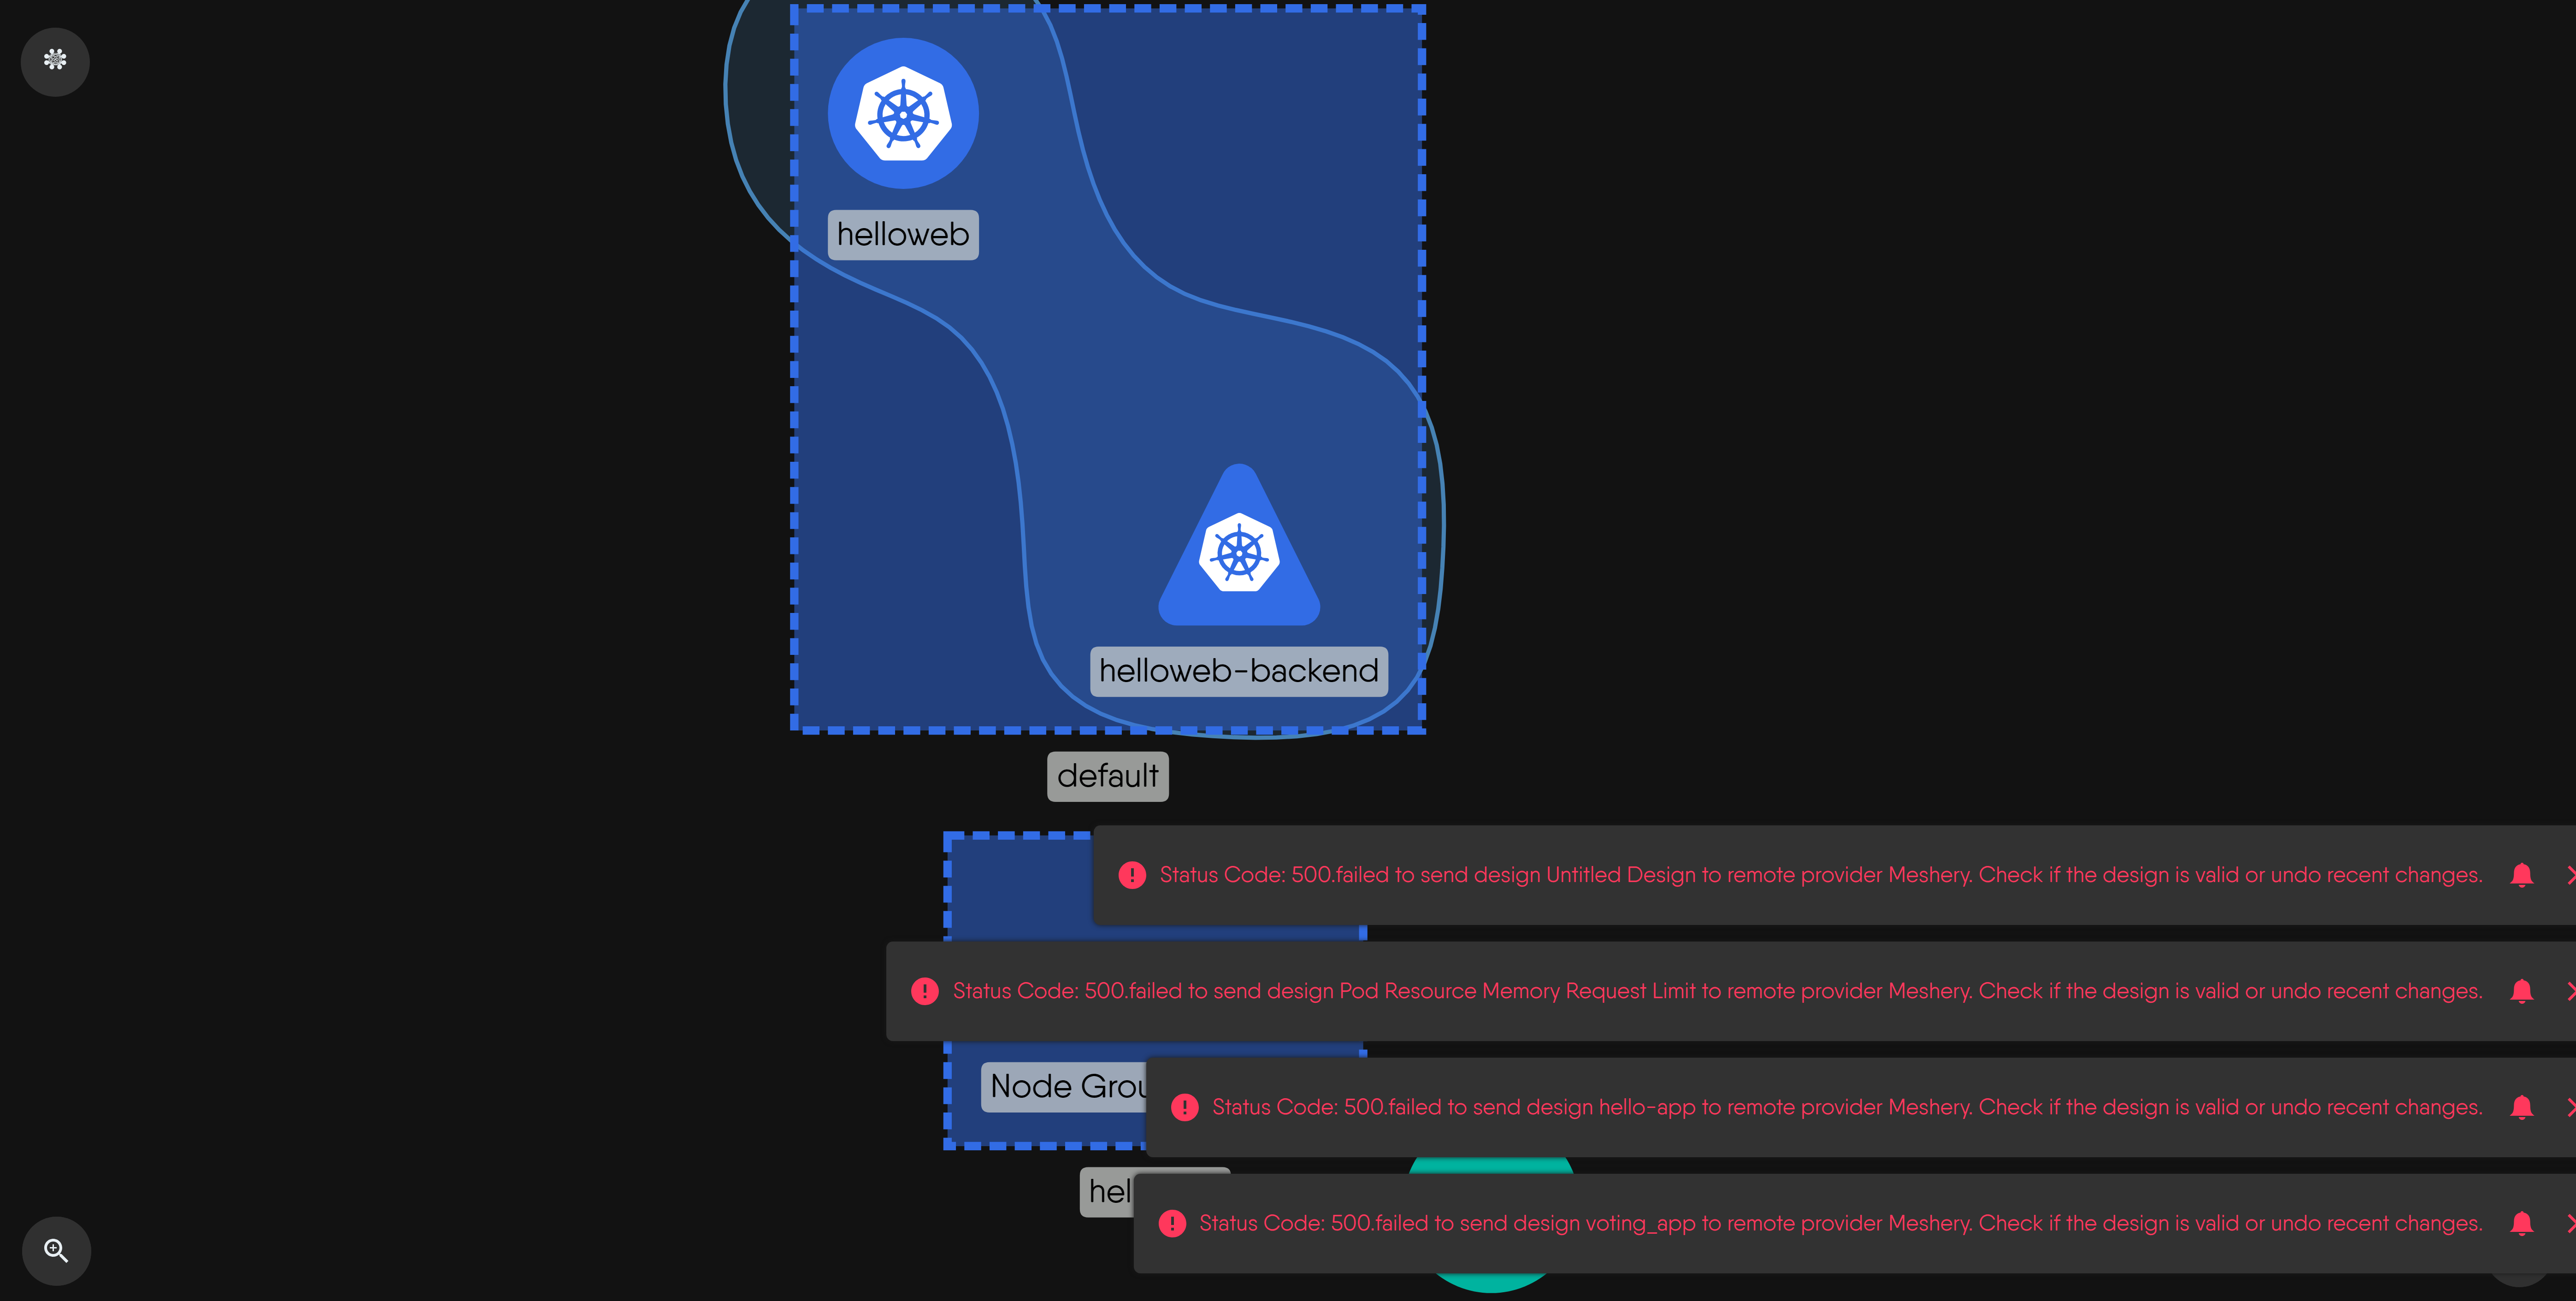 helloweb
helloweb-backend
default
Status Code: 500.failed to send design Untitled Design to remote provider Meshery. Check if the design is valid or undo recent changes.
Status Code: 500.failed to send design Pod Resource Memory Request Limit to remote provider Meshery. Check if the design is valid or undo recent changes.
Node Grou
Status Code: 500.failed to send design hello-app to remote provider Meshery. Check if the design is valid or undo recent changes.
hel
Status Code: 500.failed to send design voting_app to remote provider Meshery. Check if the design is valid or undo recent changes.